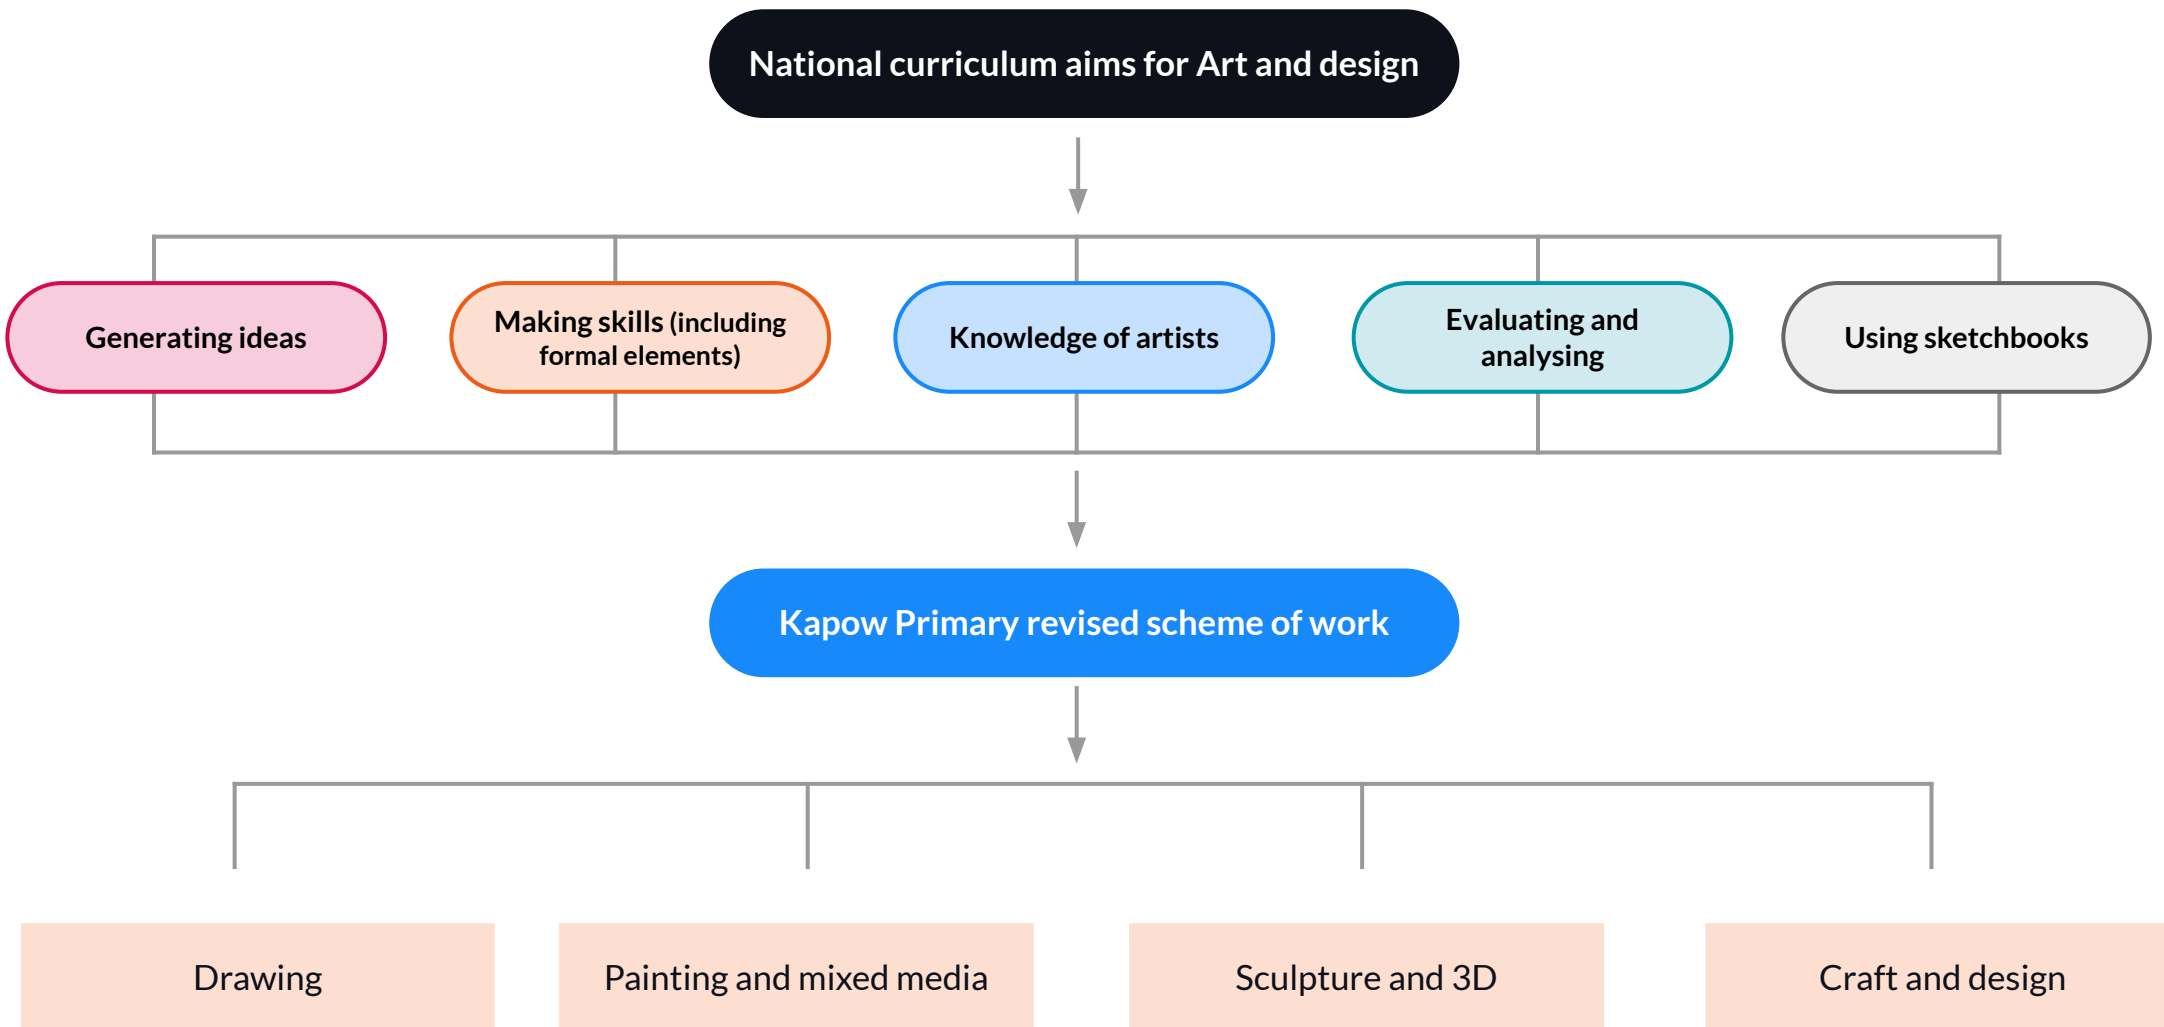 National curriculum aims for Art and design
Generating ideas
Making skills (including
formal elements)
Knowledge of artists
Evaluating and
analysing
Using sketchbooks
Kapow Primary revised scheme of work
Drawing
Painting and mixed media
Sculpture and 3D
Craft and design